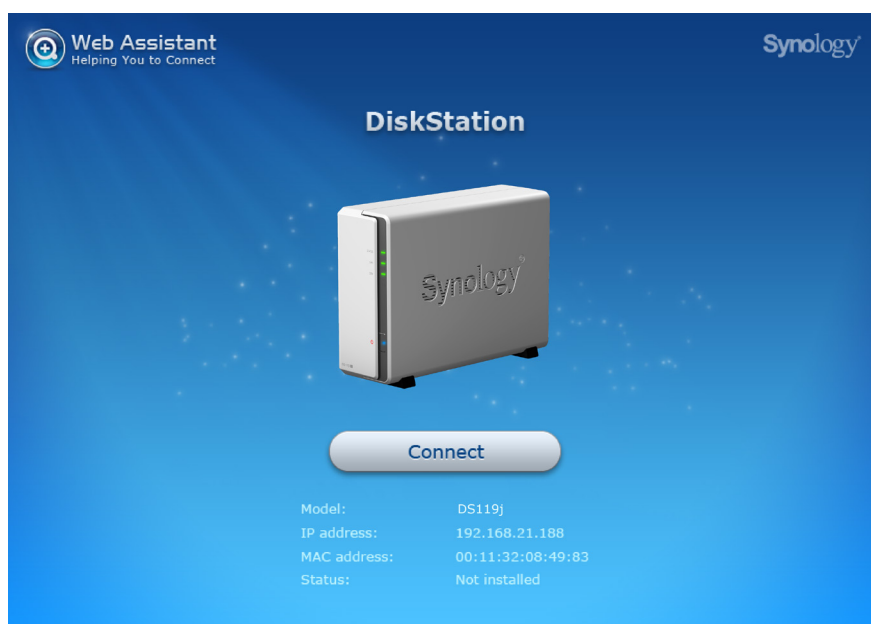 Web Assistant
Helping You to Connect
Synology
DiskStation
Synology
Connect
Model: DS119j
IP address: 192.168.21.188
MAC address: 00:11:32:08:49:83
Status: Not installed